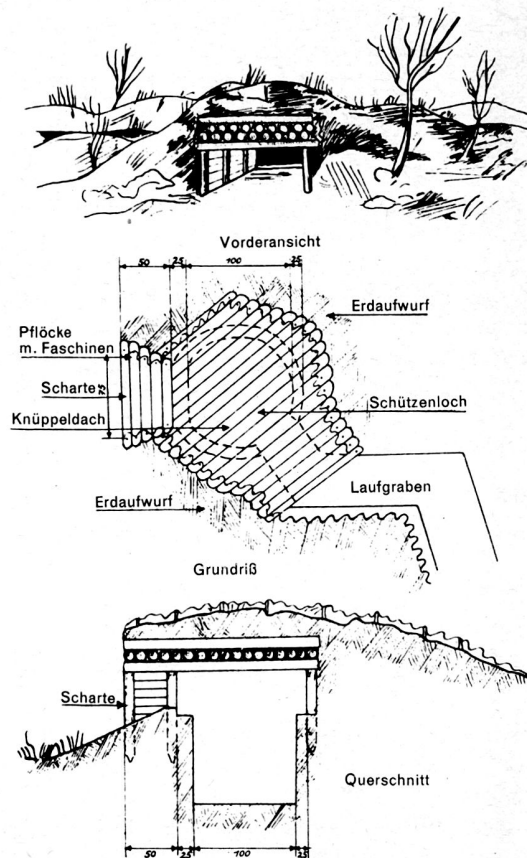 Vorderansicht
50 25 100 25
Erdaufwurf
Pflöcke
m. Faschinen
Scharte
75
Schützenloch
Knüppeldach
Laufgraben
Erdaufwurf
Grundriß
Scharte
Querschnitt
50 25 100 25